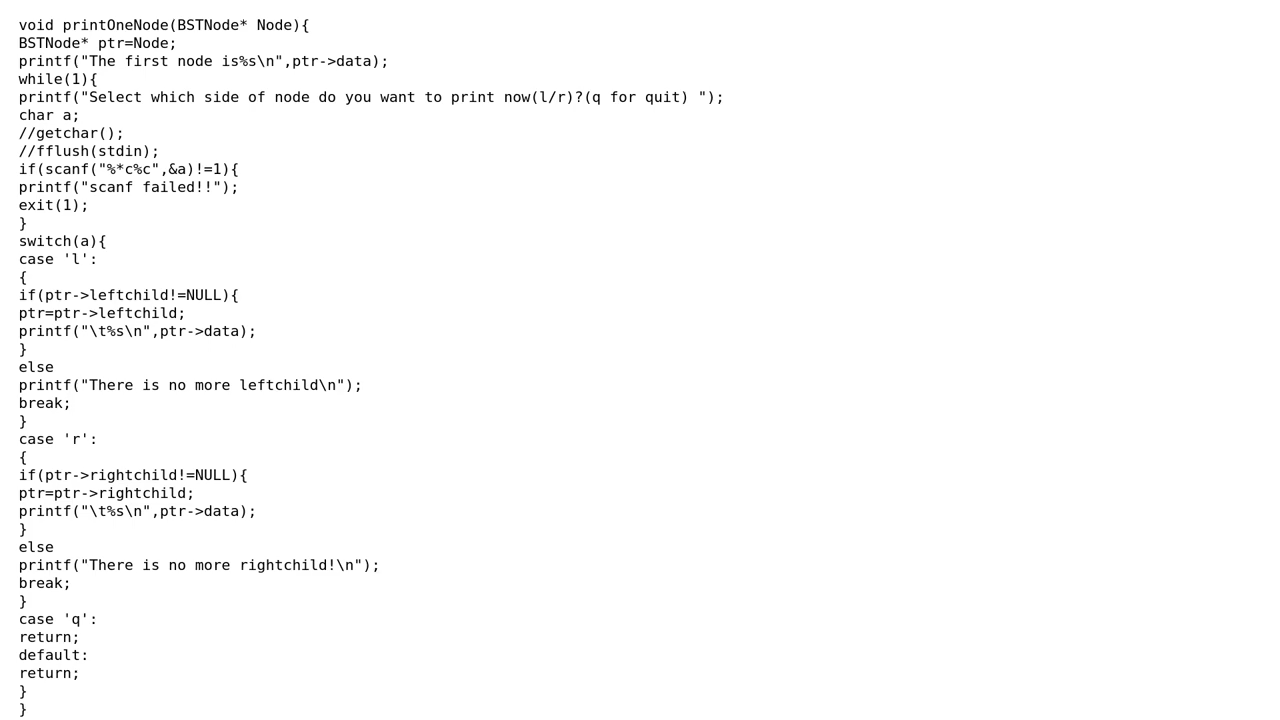 void printOneNode(BSTNode* Node){
BSTNode* ptr=Node;
printf("The first node is%s\n",ptr->data);
while(1){
printf("Select which side of node do you want to print now(l/r)?(q for quit) ");
char a;
//getchar();
//fflush(stdin);
if(scanf("%*c%c",&a)!=1){
printf("scanf failed!!");
exit(1);
}
switch(a){
case 'l':
{
if(ptr->leftchild!=NULL){
ptr=ptr->leftchild;
printf("\t%s\n",ptr->data);
}
else
printf("There is no more leftchild\n");
break;
}
case 'r':
{
if(ptr->rightchild!=NULL){
ptr=ptr->rightchild;
printf("\t%s\n",ptr->data);
}
else
printf("There is no more rightchild!\n");
break;
}
case 'q':
return;
default:
return;
}
}